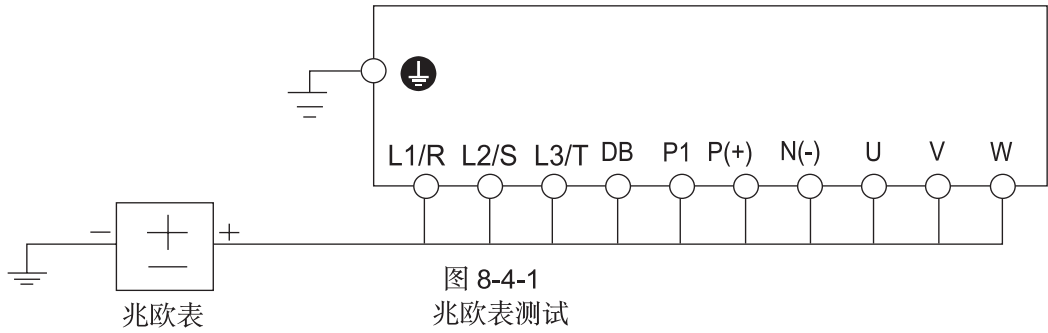 L1/R L2/S L3/T DB P1 P(+) N(-) U V W
− +
兆欧表
图 8-4-1
兆欧表测试